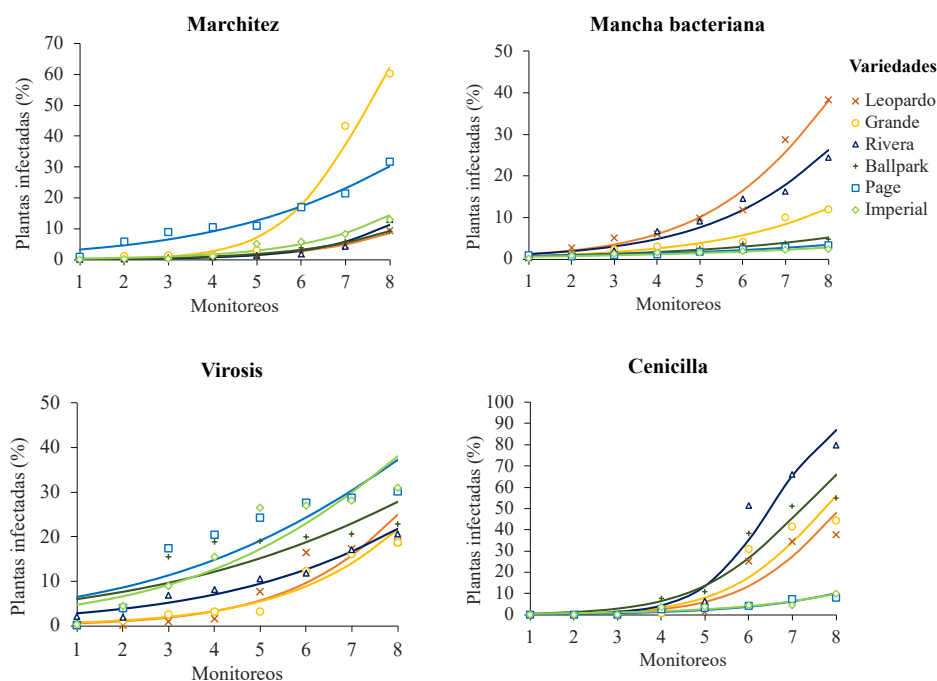 Marchitez
Plantas infectadas (%)
70
60
50
40
30
20
10
0
1 2 3 4 5 6 7 8
Monitoreos
Mancha bacteriana
Plantas infectadas (%)
50
40
30
20
10
0
1 2 3 4 5 6 7 8
Monitoreos
Variedades
Leopardo
Grande
Rivera
Ballpark
Page
Imperial
Virosis
Plantas infectadas (%)
50
40
30
20
10
0
1 2 3 4 5 6 7 8
Monitoreos
Cenicilla
Plantas infectadas (%)
100
90
80
70
60
50
40
30
20
10
0
1 2 3 4 5 6 7 8
Monitoreos